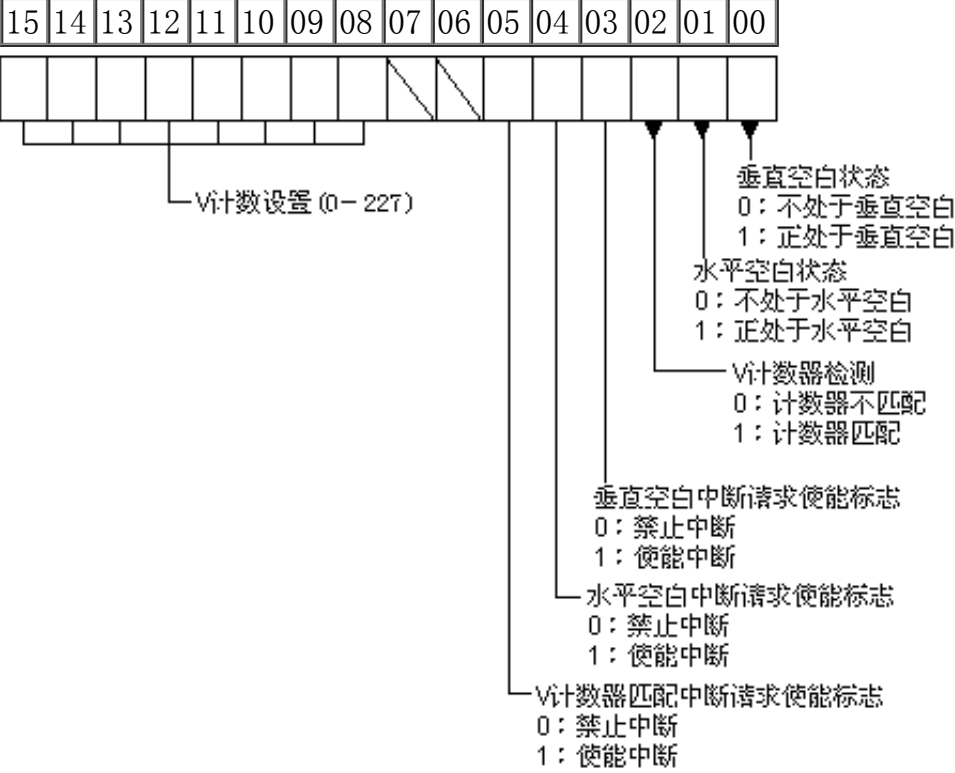 15 14 13 12 11 10 09 08 07 06 05 04 03 02 01 00
V计数设置(0-227)
垂直空白状态
0：不处于垂直空白
1：正处于垂直空白
水平空白状态
0：不处于水平空白
1：正处于水平空白
V计数器检测
0：计数器不匹配
1：计数器匹配
垂直空白中断请求使能标志
0：禁止中断
1：使能中断
水平空白中断请求使能标志
0：禁止中断
1：使能中断
V计数器匹配中断请求使能标志
0：禁止中断
1：使能中断